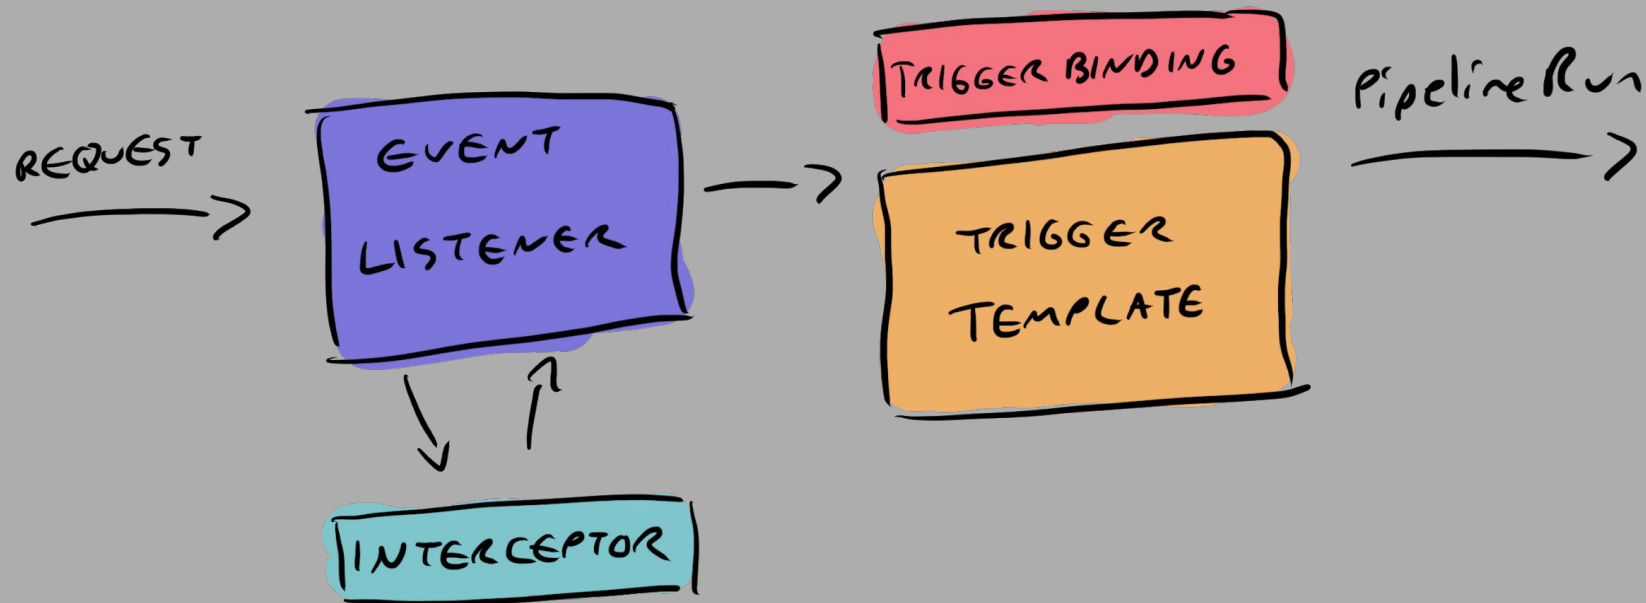 REQUEST
EVENT
LISTENER
INTERCEPTOR
TRIGGER BINDING
TRIGGER
TEMPLATE
PipelineRun